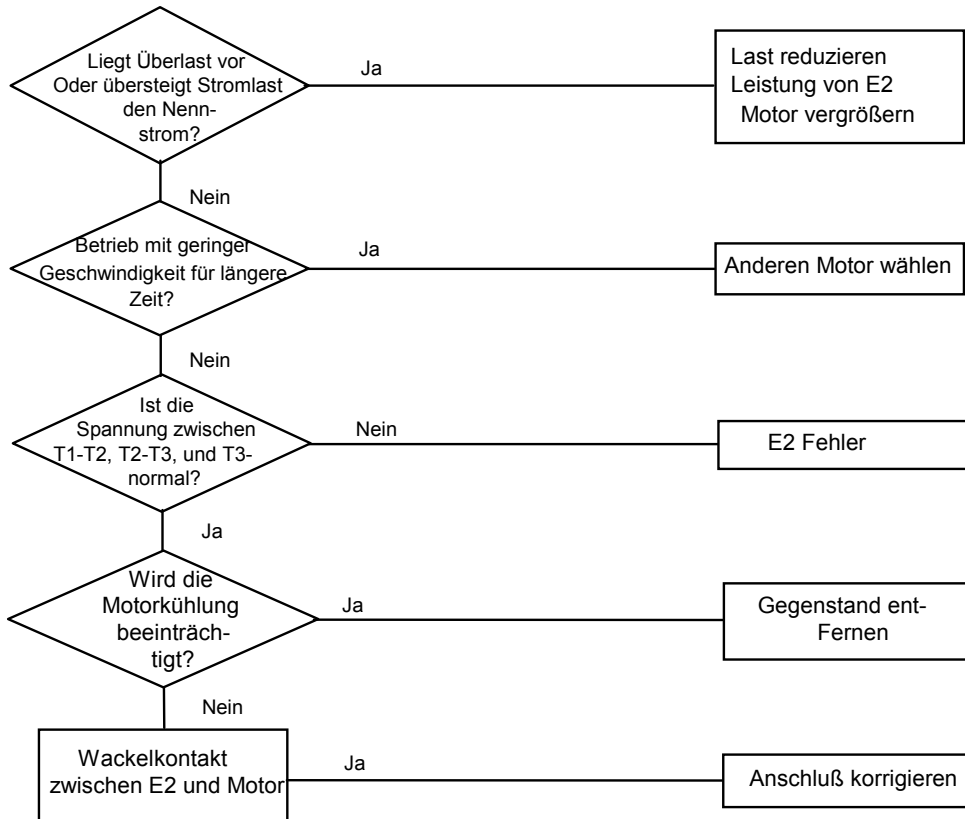 Liegt Überlast vor
Oder übersteigt Stromlast
den Nenn-
strom?
Ja
Last reduzieren
Leistung von E2
Motor vergrößern
Nein
Betrieb mit geringer
Geschwindigkeit für längere
Zeit?
Ja
Anderen Motor wählen
Nein
Ist die
Spannung zwischen
T1-T2, T2-T3, und T3-
normal?
Nein
E2 Fehler
Ja
Wird die
Motorkühlung
beeinträch-
tigt?
Ja
Gegenstand ent-
Fernen
Nein
Wackelkontakt
zwischen E2 und Motor
Ja
Anschluß korrigieren